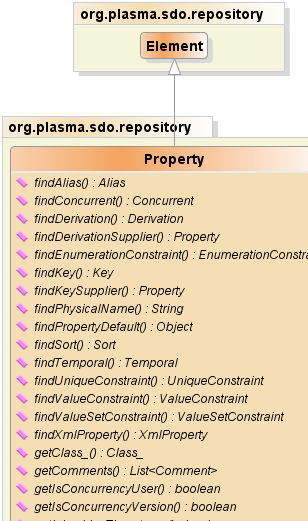 org.plasma.sdo.repository
Element
org.plasma.sdo.repository
Property
findAlias() : Alias
findConcurrent() : Concurrent
findDerivation() : Derivation
findDerivationSupplier() : Property
findEnumerationConstraint() : EnumerationConstra
findKey() : Key
findKeySupplier() : Property
findPhysicalName() : String
findPropertyDefault() : Object
findSort() : Sort
findTemporal() : Temporal
findUniqueConstraint() : UniqueConstraint
findValueConstraint() : ValueConstraint
findValueSetConstraint() : ValueSetConstraint
findXmlProperty() : XmlProperty
getClass_() : Class_
getComments() : List<Comment>
getIsConcurrencyUser() : boolean
getIsConcurrencyVersion() : boolean